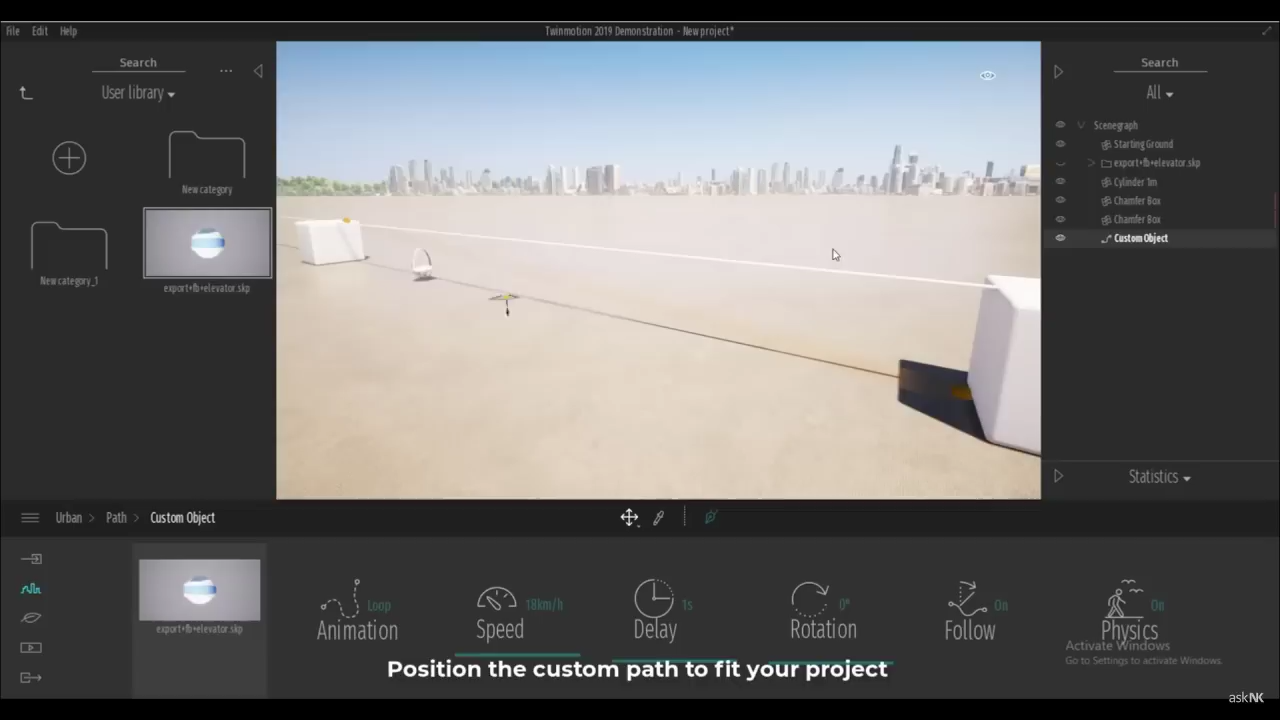 File Edit Help
Twinmotion 2019 Demonstration - New project*
Search
...
User library
New category
New category_1
export+fb+elevator.skp
Search
All
Scenegraph
Starting Ground
export+fb+elevator.skp
Cylinder 1m
Chamfer Box
Chamfer Box
Custom Object
Statistics
Urban > Path > Custom Object
export+fb+elevator.skp
Loop
Animation
18km/h
Speed
1s
Delay
0°
Rotation
On
Follow
On
Physics
Activate Windows
Go to Settings to activate Windows.
Position the custom path to fit your project
askNK